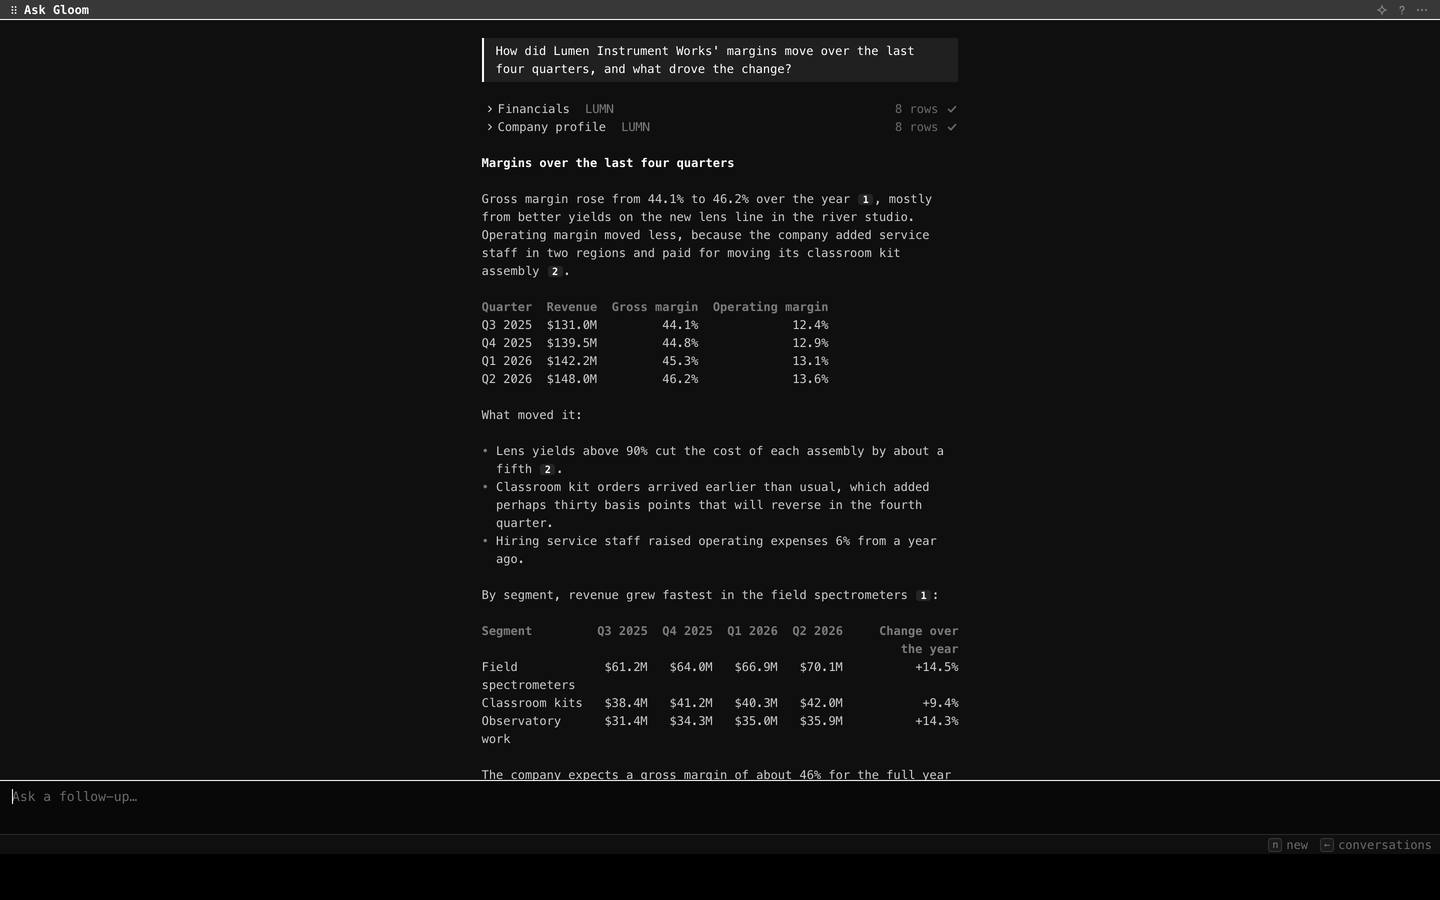 Ask Gloom
?
How did Lumen Instrument Works' margins move over the last
four quarters, and what drove the change?
Financials LUMN 8 rows
Company profile LUMN 8 rows
Margins over the last four quarters
Gross margin rose from 44.1% to 46.2% over the year 1, mostly
from better yields on the new lens line in the river studio.
Operating margin moved less, because the company added service
staff in two regions and paid for moving its classroom kit
assembly 2.
Quarter Revenue Gross margin Operating margin
Q3 2025 $131.0M 44.1% 12.4%
Q4 2025 $139.5M 44.8% 12.9%
Q1 2026 $142.2M 45.3% 13.1%
Q2 2026 $148.0M 46.2% 13.6%
What moved it:
• Lens yields above 90% cut the cost of each assembly by about a
fifth 2.
• Classroom kit orders arrived earlier than usual, which added
perhaps thirty basis points that will reverse in the fourth
quarter.
• Hiring service staff raised operating expenses 6% from a year
ago.
By segment, revenue grew fastest in the field spectrometers 1:
Segment Q3 2025 Q4 2025 Q1 2026 Q2 2026 Change over
the year
Field $61.2M $64.0M $66.9M $70.1M +14.5%
spectrometers
Classroom kits $38.4M $41.2M $40.3M $42.0M +9.4%
Observatory $31.4M $34.3M $35.0M $35.9M +14.3%
work
The company expects a gross margin of about 46% for the full year
Ask a follow-up…
n new ← conversations